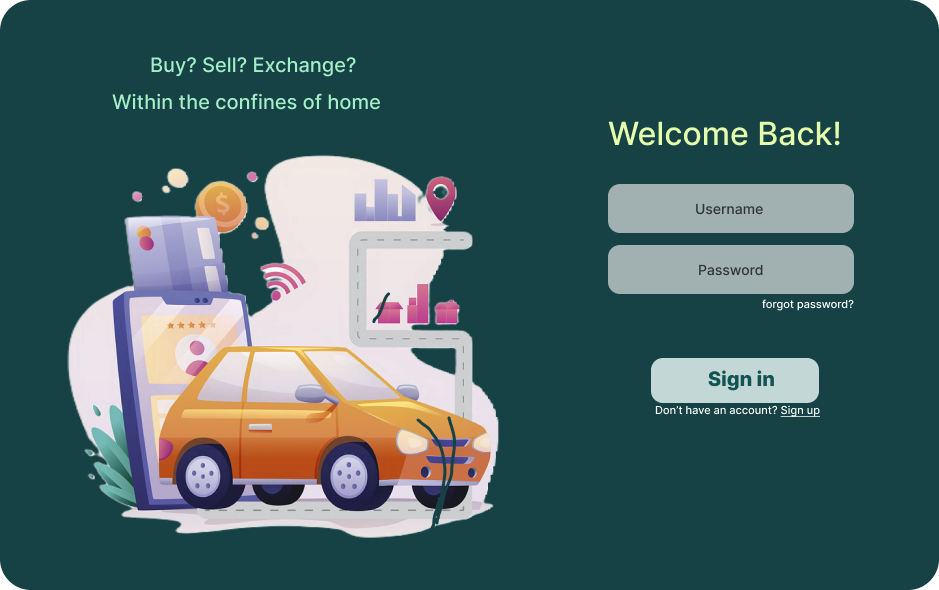 Buy? Sell? Exchange?
Within the confines of home
$
Welcome Back!
Username
Password
forgot password?
Sign in
Don't have an account? Sign up